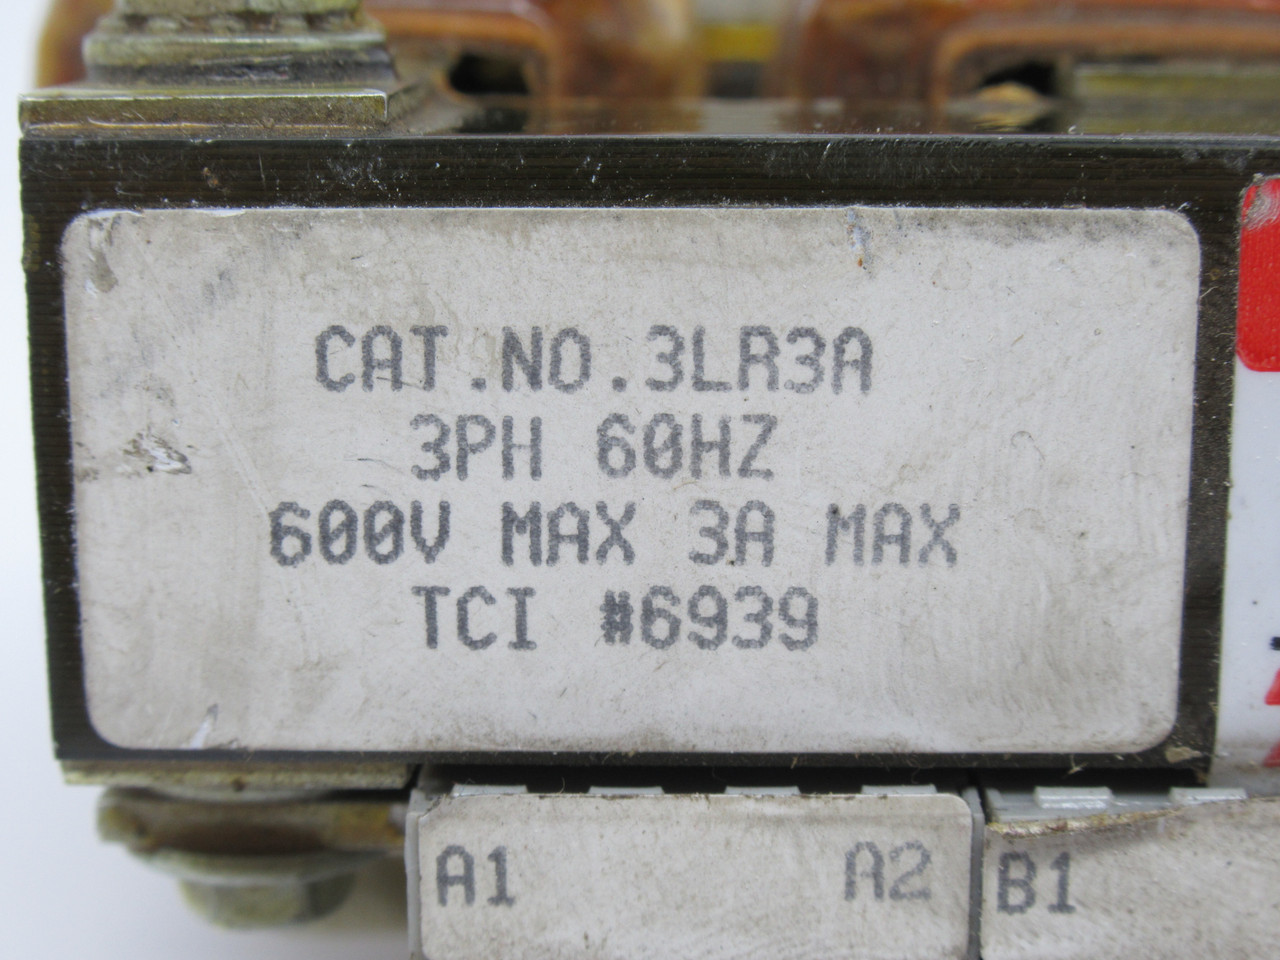 CAT.NO.3LR3A
3PH 60HZ
600V MAX 3A MAX
TCI #6939
A1 A2 B1